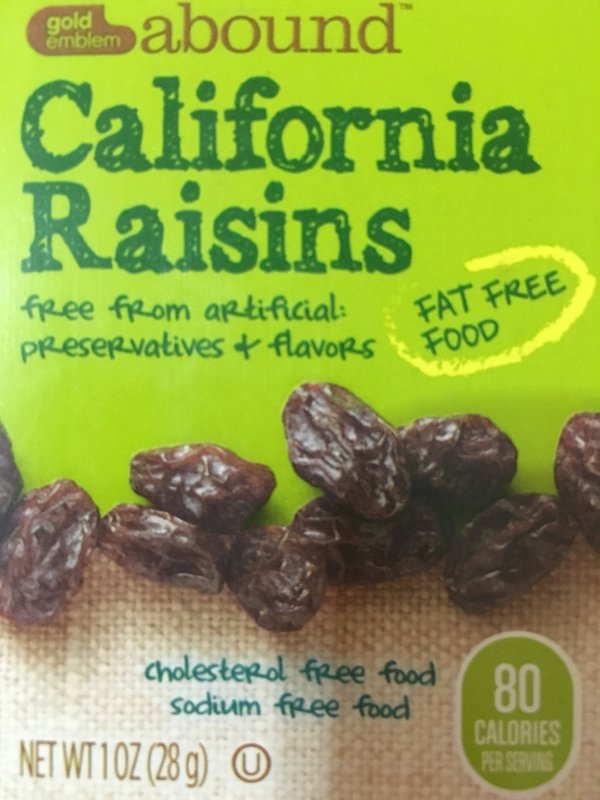 gold
emblem
abound™
California
Raisins
free from artificial:
preservatives & flavors
FAT FREE
FOOD
cholesterol free food
sodium free food
80
CALORIES
PER SERVING
NET WT 1 OZ (28 g) U